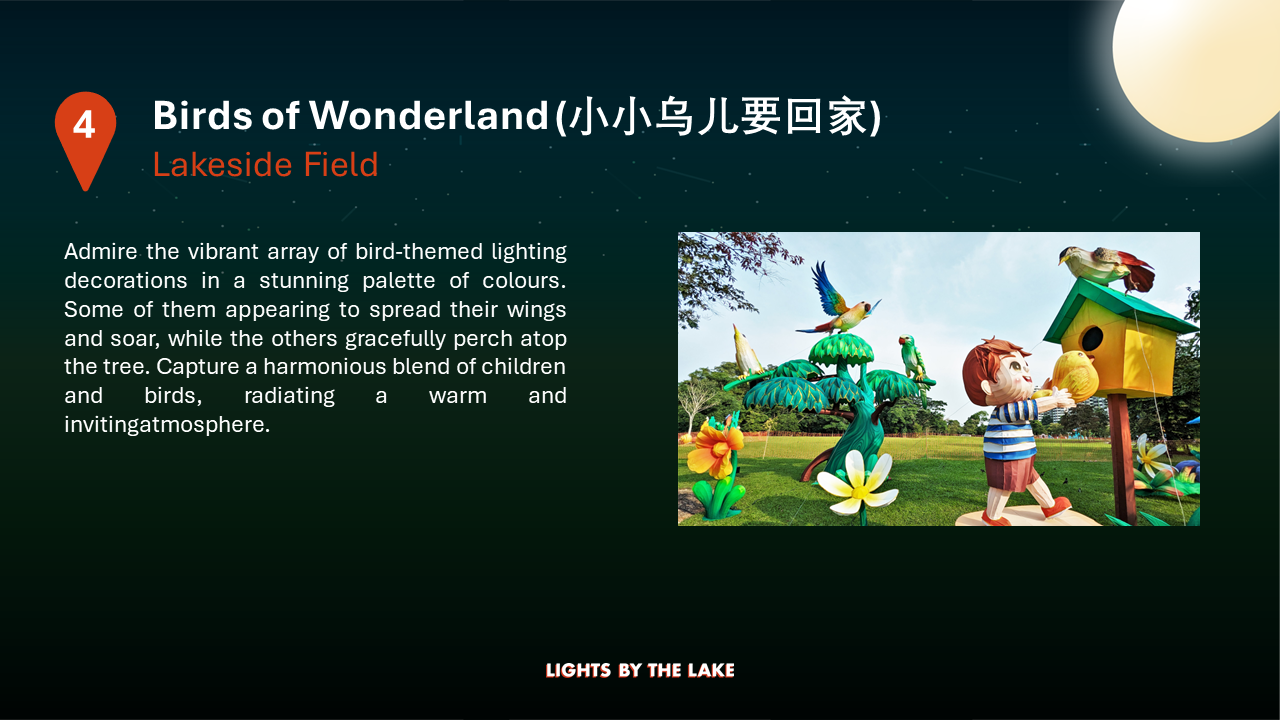 4
Birds of Wonderland (小小乌儿要回家)
Lakeside Field
Admire the vibrant array of bird-themed lighting
decorations in a stunning palette of colours.
Some of them appearing to spread their wings
and soar, while the others gracefully perch atop
the tree. Capture a harmonious blend of children
and birds, radiating a warm and
invitingatmosphere.
LIGHTS BY THE LAKE